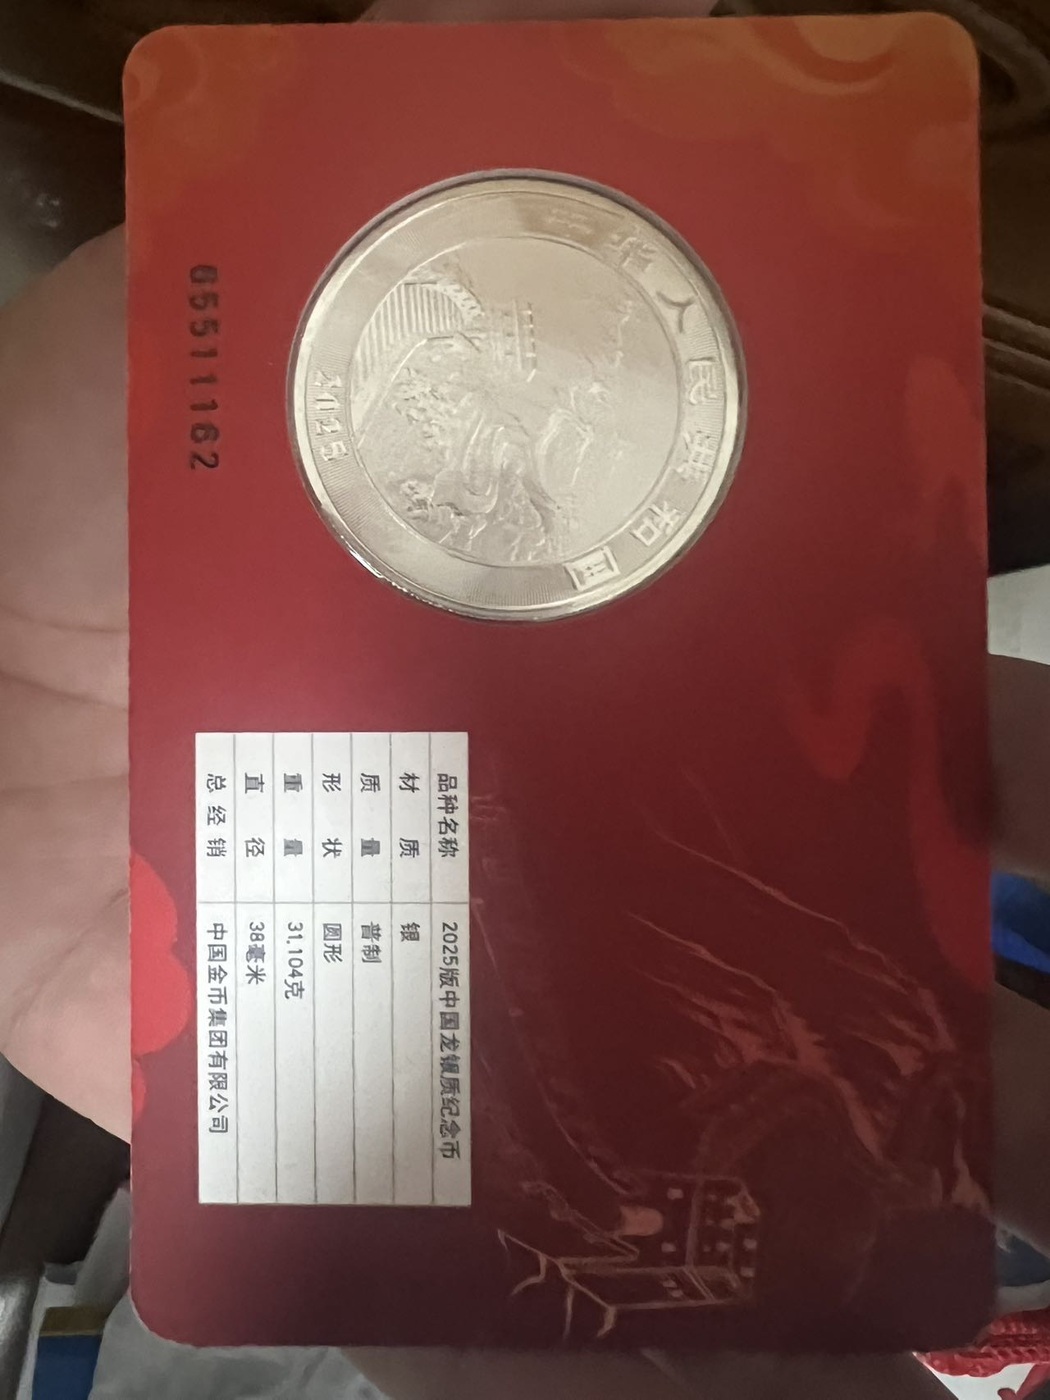 中华人民共和国
2025
05511162
品种名称 2025版中国龙银质纪念币
材质 银
质量 普制
形状 圆形
重量 31.104克
直径 38毫米
总经销 中国金币集团有限公司